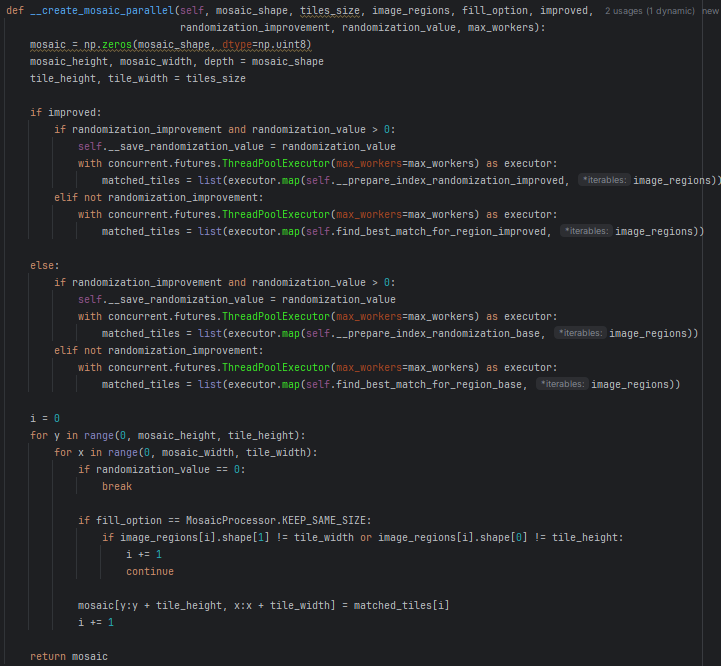 def __create_mosaic_parallel(self, mosaic_shape, tiles_size, image_regions, fill_option, improved, 2 usages (1 dynamic) new
                             randomization_improvement, randomization_value, max_workers):
    mosaic = np.zeros(mosaic_shape, dtype=np.uint8)
    mosaic_height, mosaic_width, depth = mosaic_shape
    tile_height, tile_width = tiles_size

    if improved:
        if randomization_improvement and randomization_value > 0:
            self.__save_randomization_value = randomization_value
            with concurrent.futures.ThreadPoolExecutor(max_workers=max_workers) as executor:
                matched_tiles = list(executor.map(self.__prepare_index_randomization_improved, *iterables: image_regions))
        elif not randomization_improvement:
            with concurrent.futures.ThreadPoolExecutor(max_workers=max_workers) as executor:
                matched_tiles = list(executor.map(self.find_best_match_for_region_improved, *iterables: image_regions))

    else:
        if randomization_improvement and randomization_value > 0:
            self.__save_randomization_value = randomization_value
            with concurrent.futures.ThreadPoolExecutor(max_workers=max_workers) as executor:
                matched_tiles = list(executor.map(self.__prepare_index_randomization_base, *iterables: image_regions))
        elif not randomization_improvement:
            with concurrent.futures.ThreadPoolExecutor(max_workers=max_workers) as executor:
                matched_tiles = list(executor.map(self.find_best_match_for_region_base, *iterables: image_regions))

    i = 0
    for y in range(0, mosaic_height, tile_height):
        for x in range(0, mosaic_width, tile_width):
            if randomization_value == 0:
                break

            if fill_option == MosaicProcessor.KEEP_SAME_SIZE:
                if image_regions[i].shape[1] != tile_width or image_regions[i].shape[0] != tile_height:
                    i += 1
                    continue

            mosaic[y:y + tile_height, x:x + tile_width] = matched_tiles[i]
            i += 1

    return mosaic